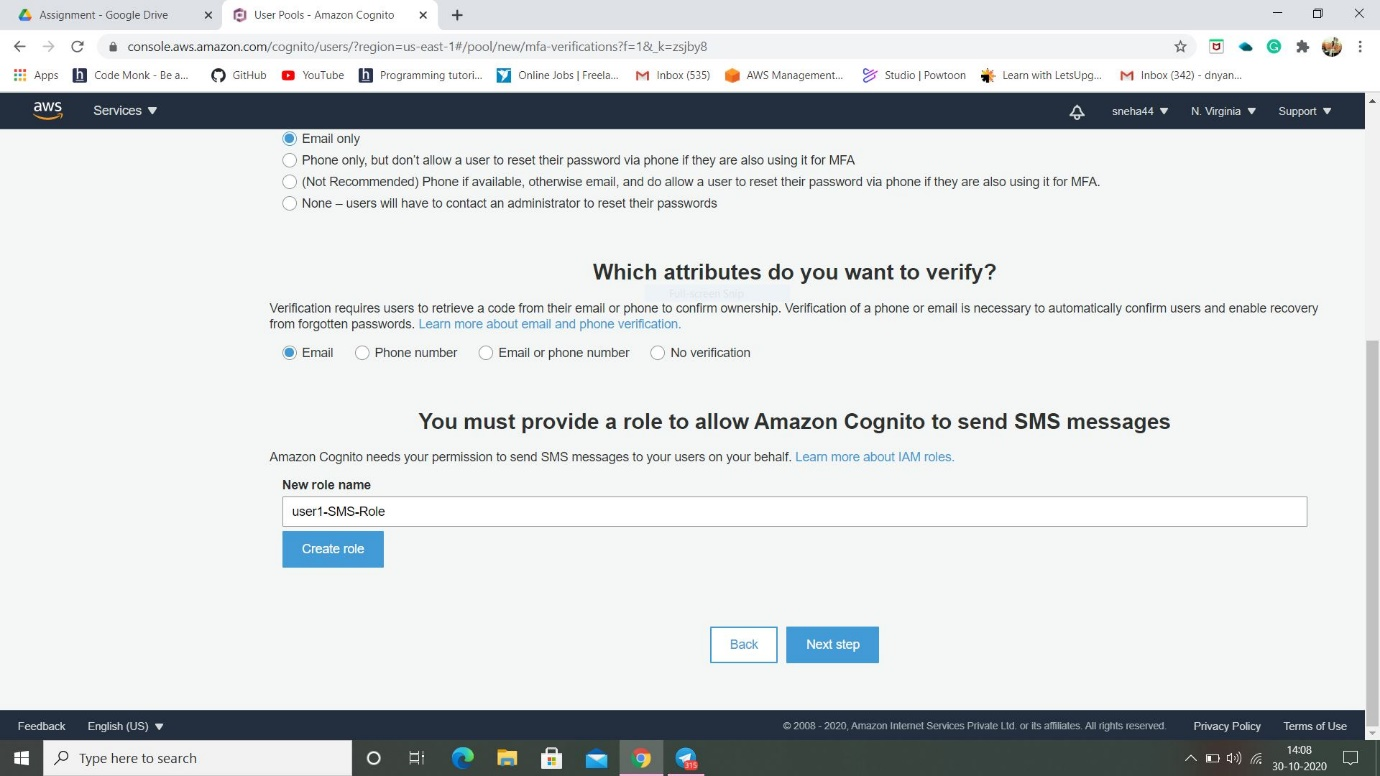 Assignment - Google Drive
User Pools - Amazon Cognito
console.aws.amazon.com/cognito/users/?region=us-east-1#/pool/new/mfa-verifications?f=1&_k=zsjby8
Apps
Code Monk - Be a...
GitHub
YouTube
Programming tutori...
Online Jobs | Freela...
Inbox (535)
AWS Management...
Studio | Powtoon
Learn with LetsUpg...
Inbox (342) - dnyan...
aws
Services
sneha44
N. Virginia
Support
Email only
Phone only, but don't allow a user to reset their password via phone if they are also using it for MFA
(Not Recommended) Phone if available, otherwise email, and do allow a user to reset their password via phone if they are also using it for MFA.
None – users will have to contact an administrator to reset their passwords
Which attributes do you want to verify?
Full-screen Snip
Verification requires users to retrieve a code from their email or phone to confirm ownership. Verification of a phone or email is necessary to automatically confirm users and enable recovery
from forgotten passwords. Learn more about email and phone verification.
Email
Phone number
Email or phone number
No verification
You must provide a role to allow Amazon Cognito to send SMS messages
Amazon Cognito needs your permission to send SMS messages to your users on your behalf. Learn more about IAM roles.
New role name
user1-SMS-Role
Create role
Back
Next step
Feedback
English (US)
© 2008 - 2020, Amazon Internet Services Private Ltd. or its affiliates. All rights reserved.
Privacy Policy
Terms of Use
Type here to search
315
14:08
30-10-2020